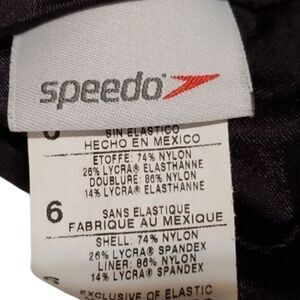 speedo
SIN ELASTICO
HECHO EN MEXICO
ETOFFE: 74% NYLON
26% LYCRA® ELASTHANNE
DOUBLURE: 86% NYLON
14% LYCRA® ELASTHANNE
6
SANS ELASTIQUE
FABRIQUE AU MEXIQUE
SHELL: 74% NYLON
26% LYCRA® SPANDEX
LINER: 86% NYLON
14% LYCRA® SPANDEX
EXCLUSIVE OF ELASTIC